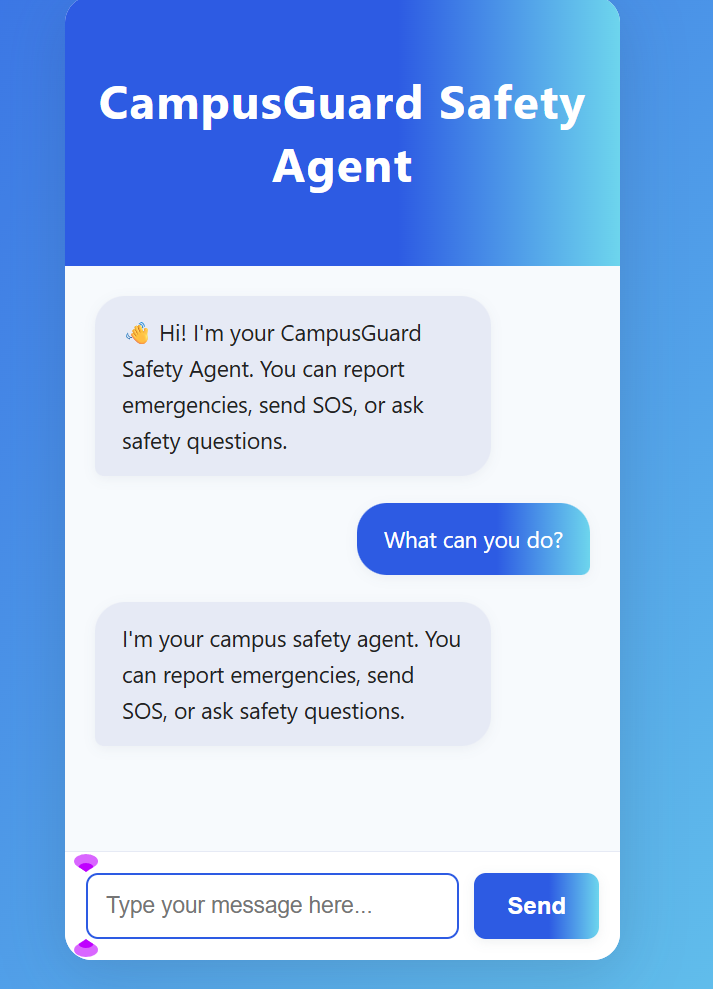 CampusGuard Safety
Agent
👋 Hi! I'm your CampusGuard
Safety Agent. You can report
emergencies, send SOS, or ask
safety questions.
What can you do?
I'm your campus safety agent. You
can report emergencies, send
SOS, or ask safety questions.
Type your message here...
Send